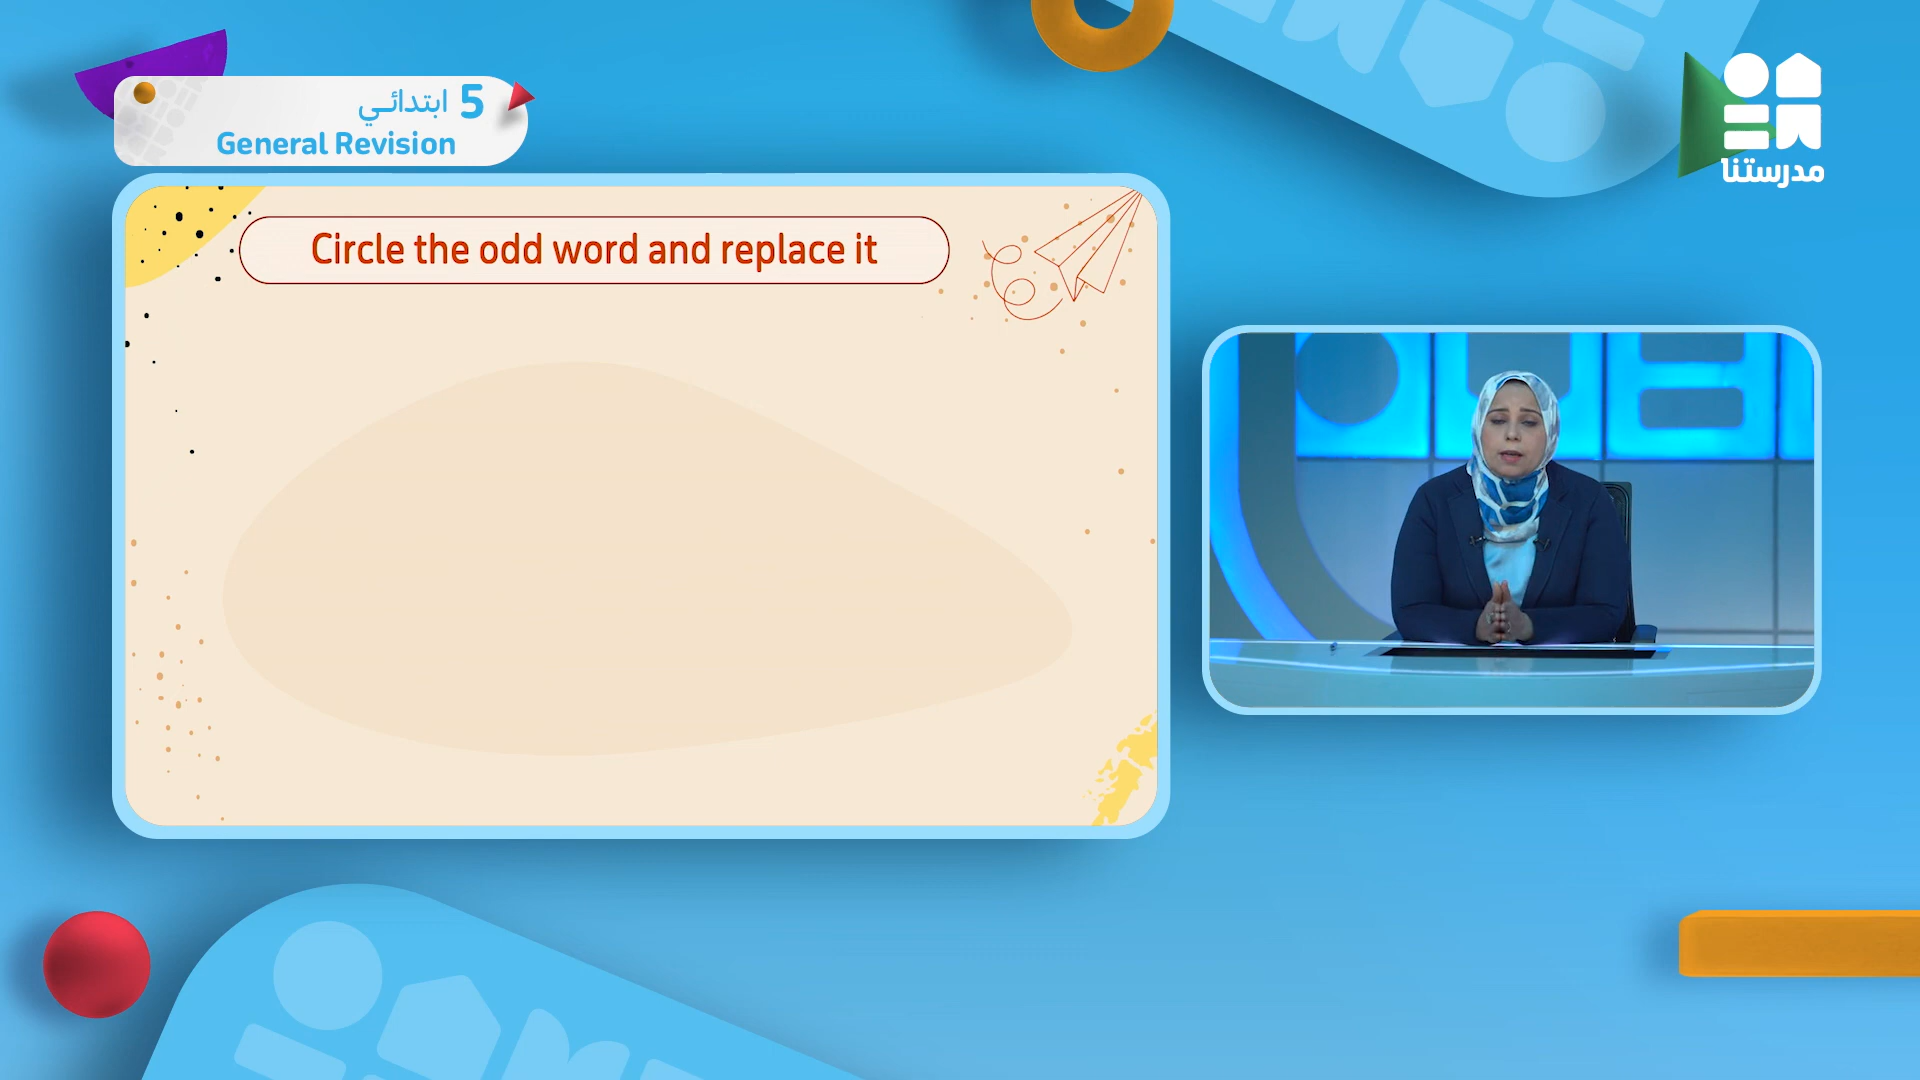 5 ابتدائي
General Revision
مدرستنا
Circle the odd word and replace it